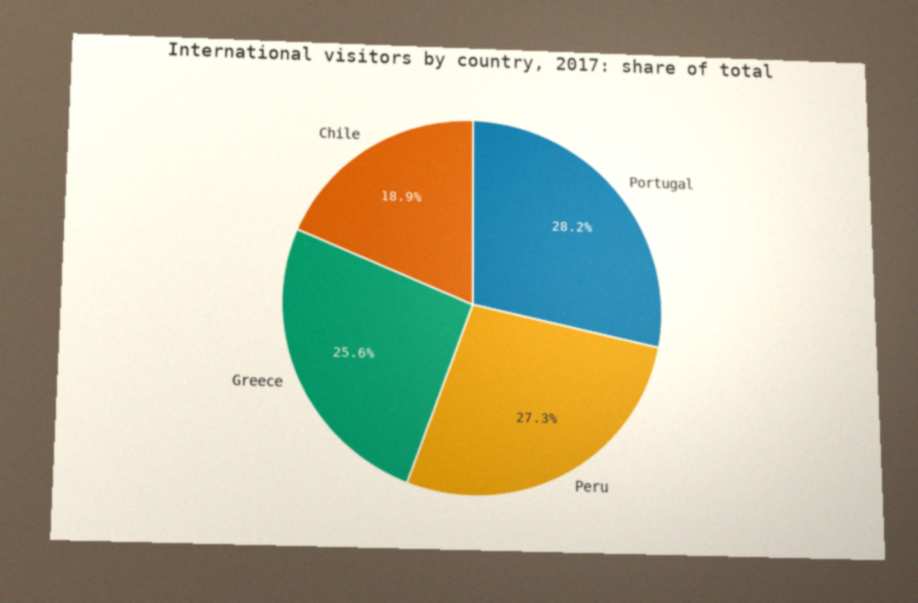 International visitors by country, 2017: share of total
Chile
Portugal
18.9%
28.2%
25.6%
Greece
27.3%
Peru